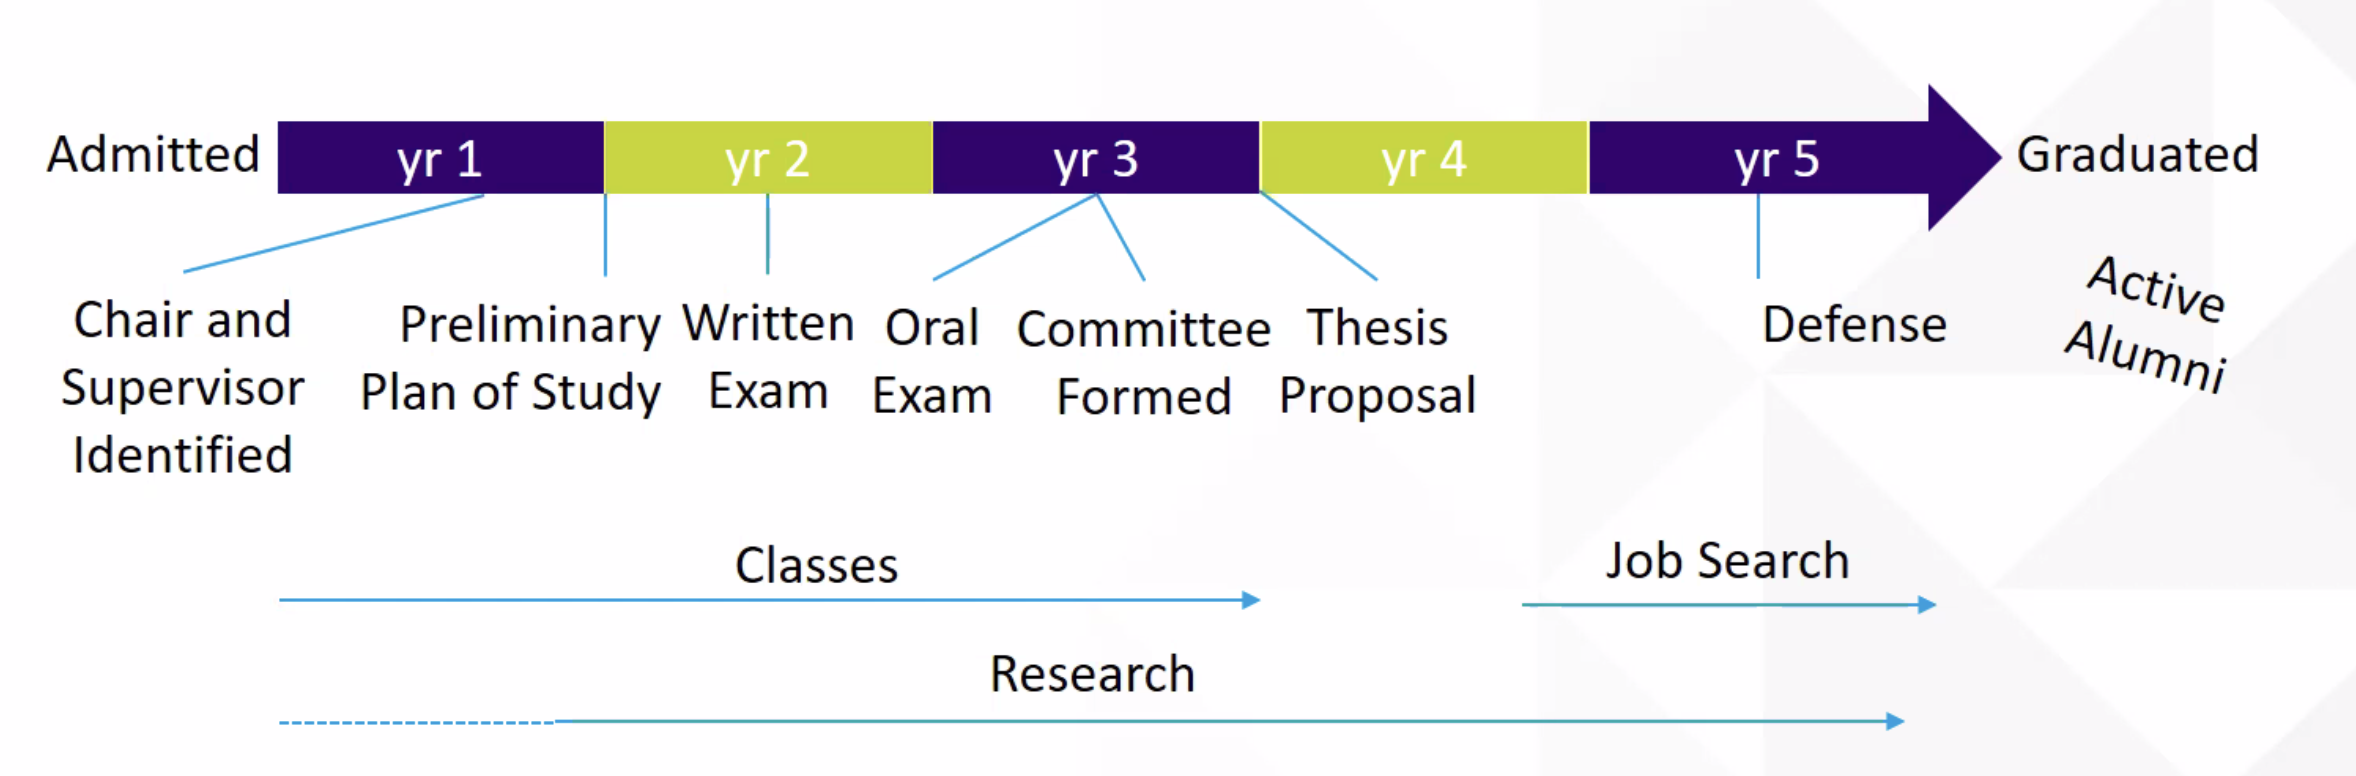 Admitted
yr 1
yr 2
yr 3
yr 4
yr 5
Graduated
Chair and
Supervisor
Identified
Preliminary
Plan of Study
Written
Exam
Oral
Exam
Committee
Formed
Thesis
Proposal
Defense
Active
Alumni
Classes
Job Search
Research